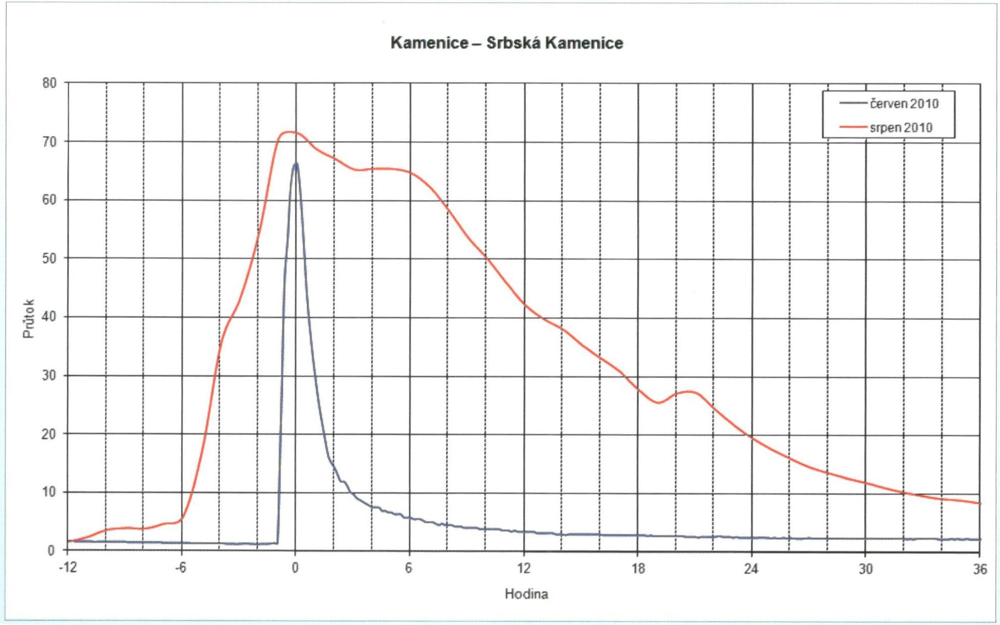 Kamenice – Srbská Kamenice
80
70
60
50
40
30
20
10
0
Průtok
-12 -6 0 6 12 18 24 30 36
Hodina
červen 2010
srpen 2010